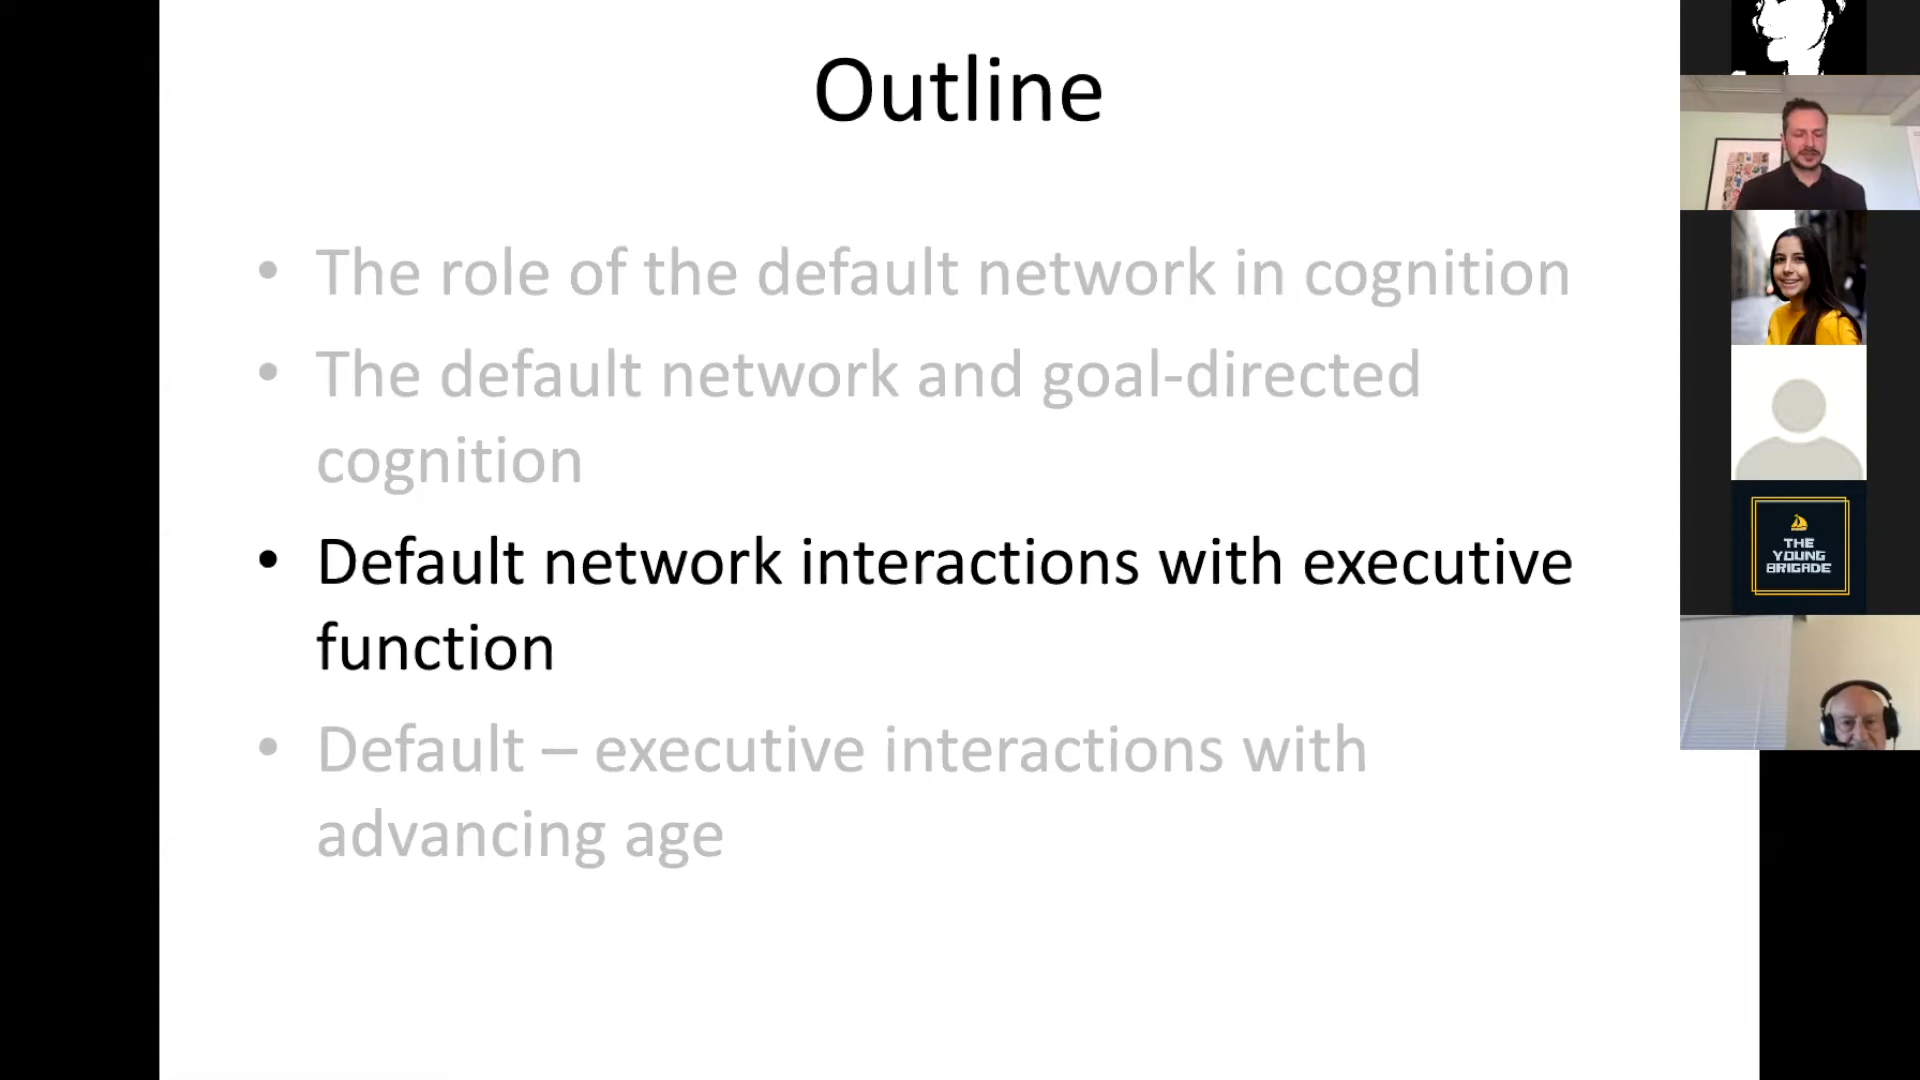 Outline
• The role of the default network in cognition
• The default network and goal-directed
cognition
• Default network interactions with executive
function
• Default – executive interactions with
advancing age
THE
YOUNG
BRIGADE